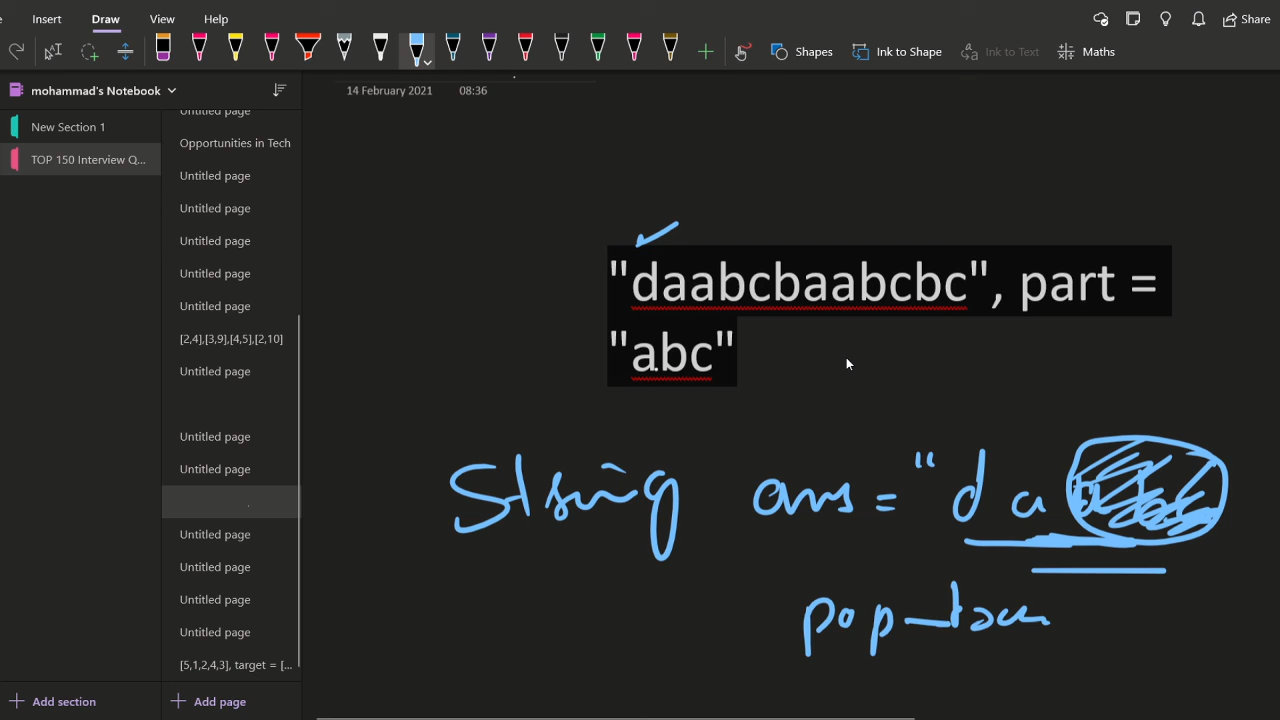 Insert Draw View Help Share
Shapes Ink to Shape Ink to Text Maths
mohammad's Notebook
14 February 2021 08:36
New Section 1
TOP 150 Interview Q...
Add section
Untitled page
Opportunities in Tech
Untitled page
Untitled page
Untitled page
Untitled page
Untitled page
[2,4],[3,9],[4,5],[2,10]
Untitled page
Untitled page
Untitled page
.
Untitled page
Untitled page
Untitled page
Untitled page
[5,1,2,4,3], target = [...
Add page
"daabcbaabcbc", part =
"abc"
String ans = "d a